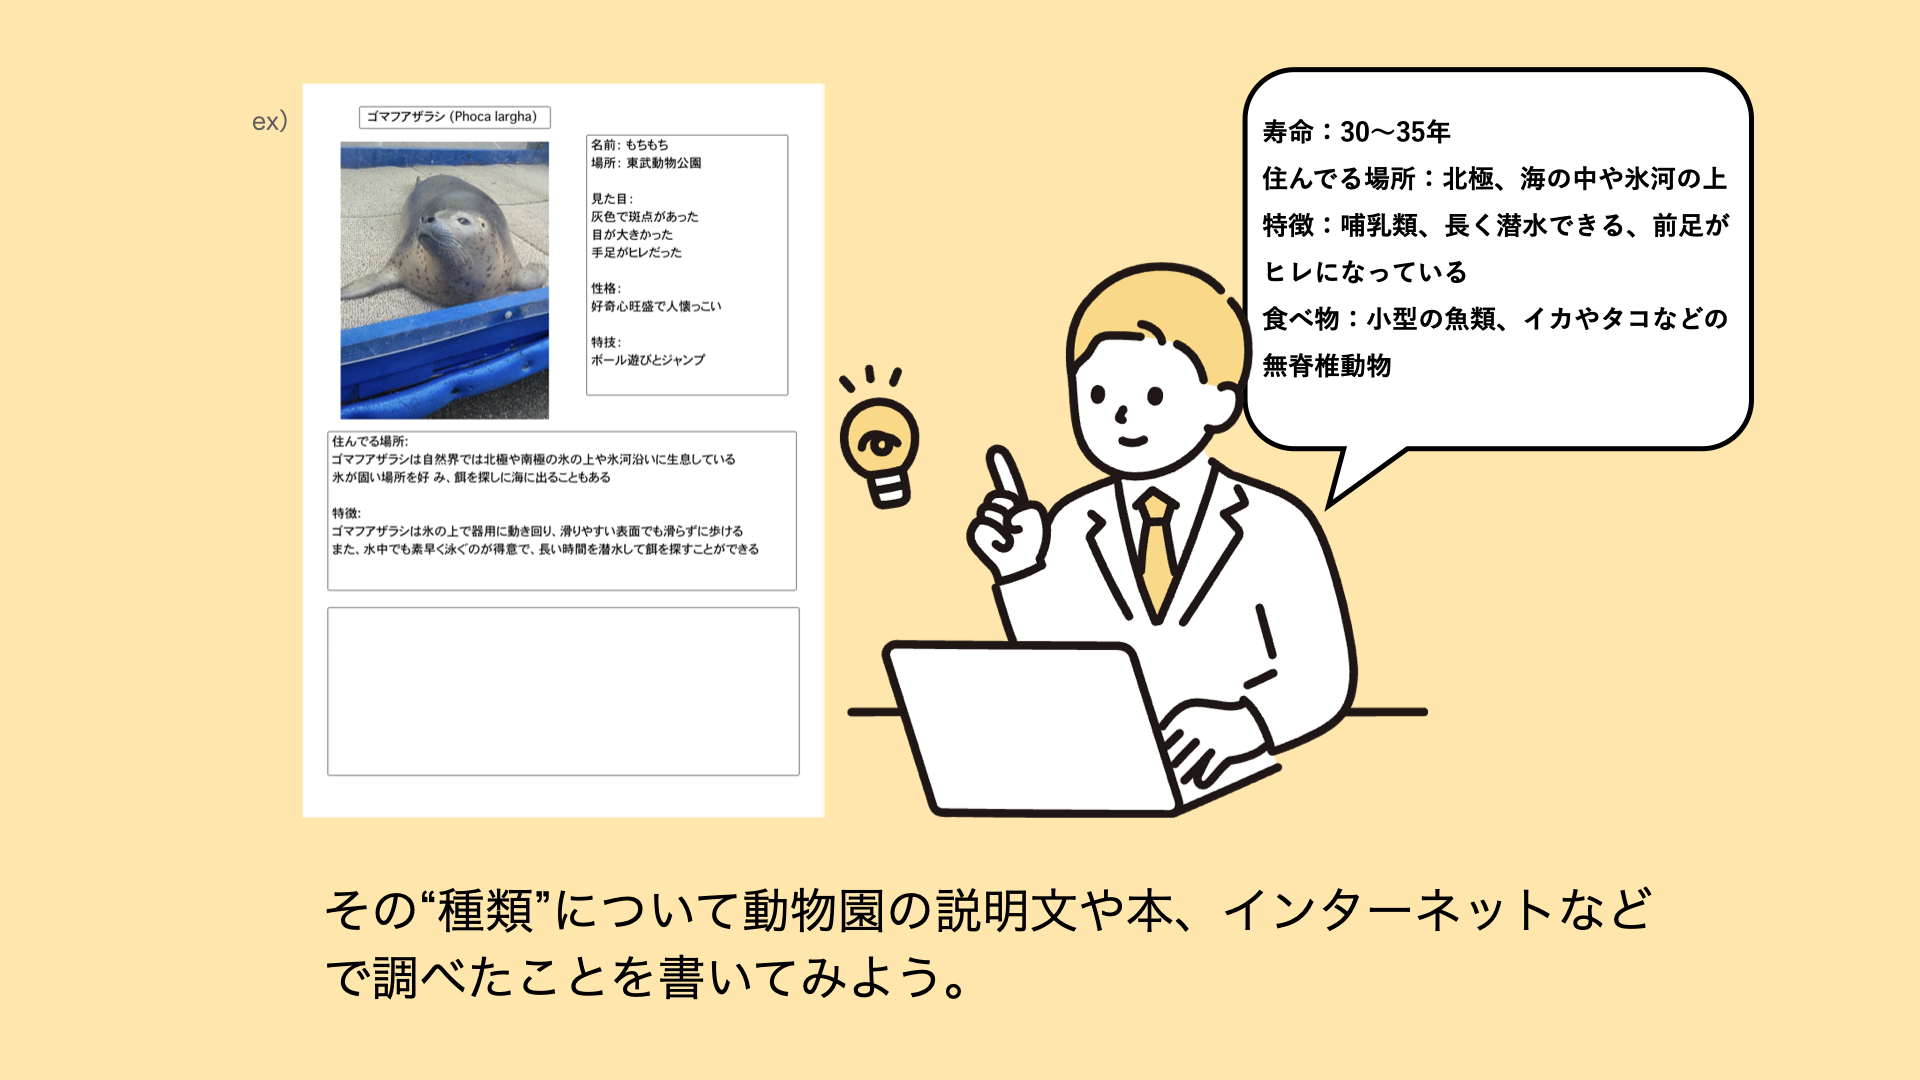 ex)
ゴマフアザラシ (Phoca largha)
名前: もちもち
場所: 東武動物公園
見た目:
灰色で斑点があった
目が大きかった
手足がヒレだった
性格:
好奇心旺盛で人懐っこい
特技:
ボール遊びとジャンプ
住んでる場所:
ゴマフアザラシは自然界では北極や南極の氷の上や氷河沿いに生息している
氷が固い場所を好 み、餌を探しに海に出ることもある
特徴:
ゴマフアザラシは氷の上で器用に動き回り、滑りやすい表面でも滑らずに歩ける
また、水中でも素早く泳ぐのが得意で、長い時間を潜水して餌を探すことができる
寿命：30〜35年
住んでる場所：北極、海の中や氷河の上
特徴：哺乳類、長く潜水できる、前足が
ヒレになっている
食べ物：小型の魚類、イカやタコなどの
無脊椎動物
その“種類”について動物園の説明文や本、インターネットなど
で調べたことを書いてみよう。